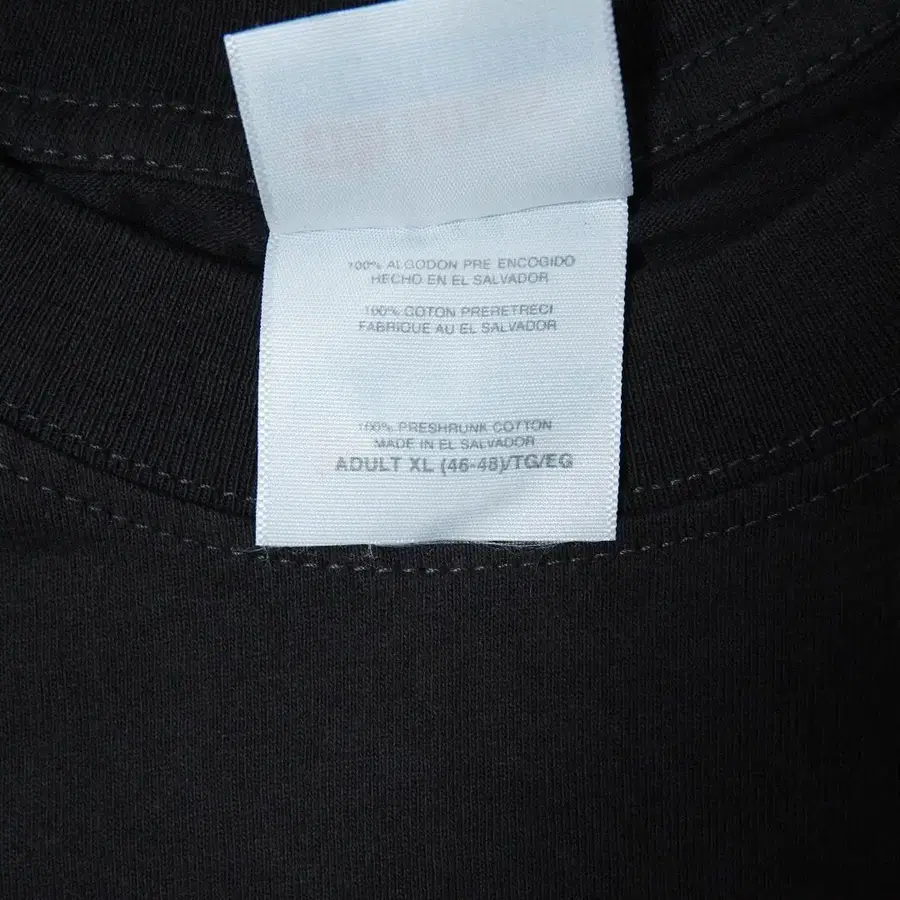 100% ALGODON PRE ENCOGIDO
HECHO EN EL SALVADOR
100% COTON PRERETRECI
FABRIQUE AU EL SALVADOR
100% PRESHRUNK COTTON
MADE IN EL SALVADOR
ADULT XL (46-48)/TG/EG